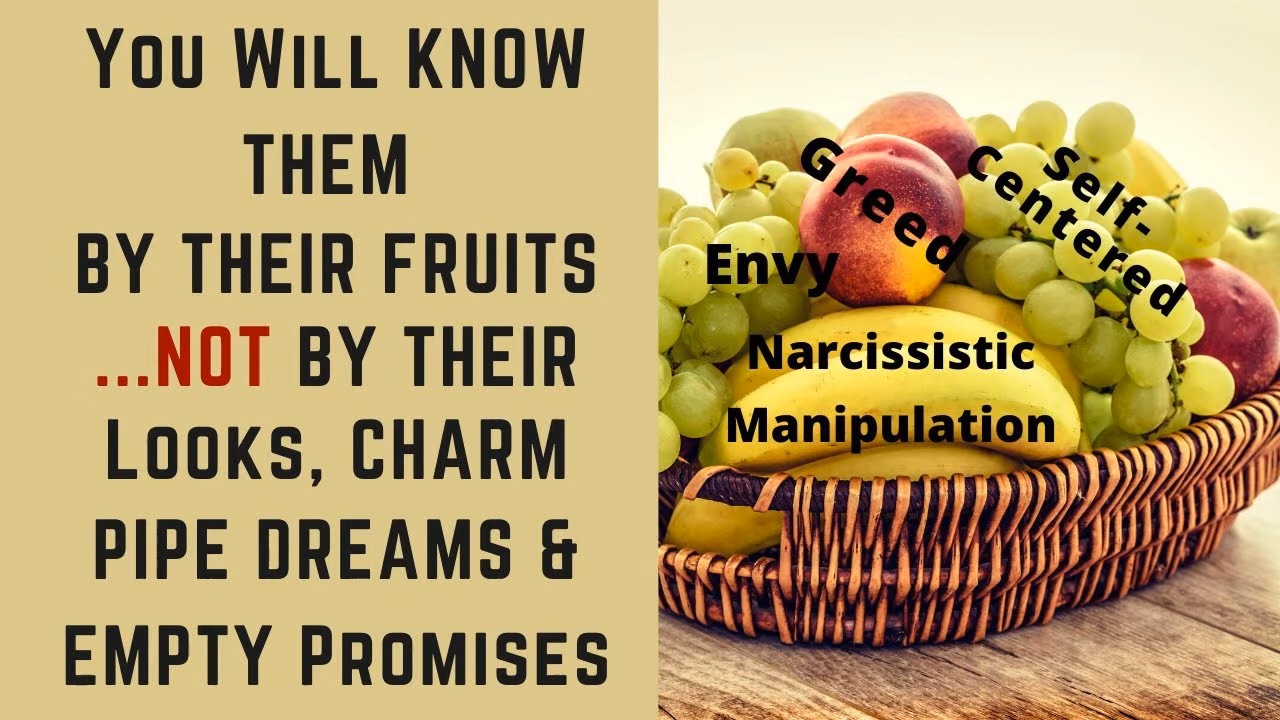 You Will KNOW
THEM
BY THEIR FRUITS
...NOT BY THEIR
Looks, CHARM
PIPE DREAMS &
EMPTY Promises
Greed
Self-
Centered
Envy
Narcissistic
Manipulation